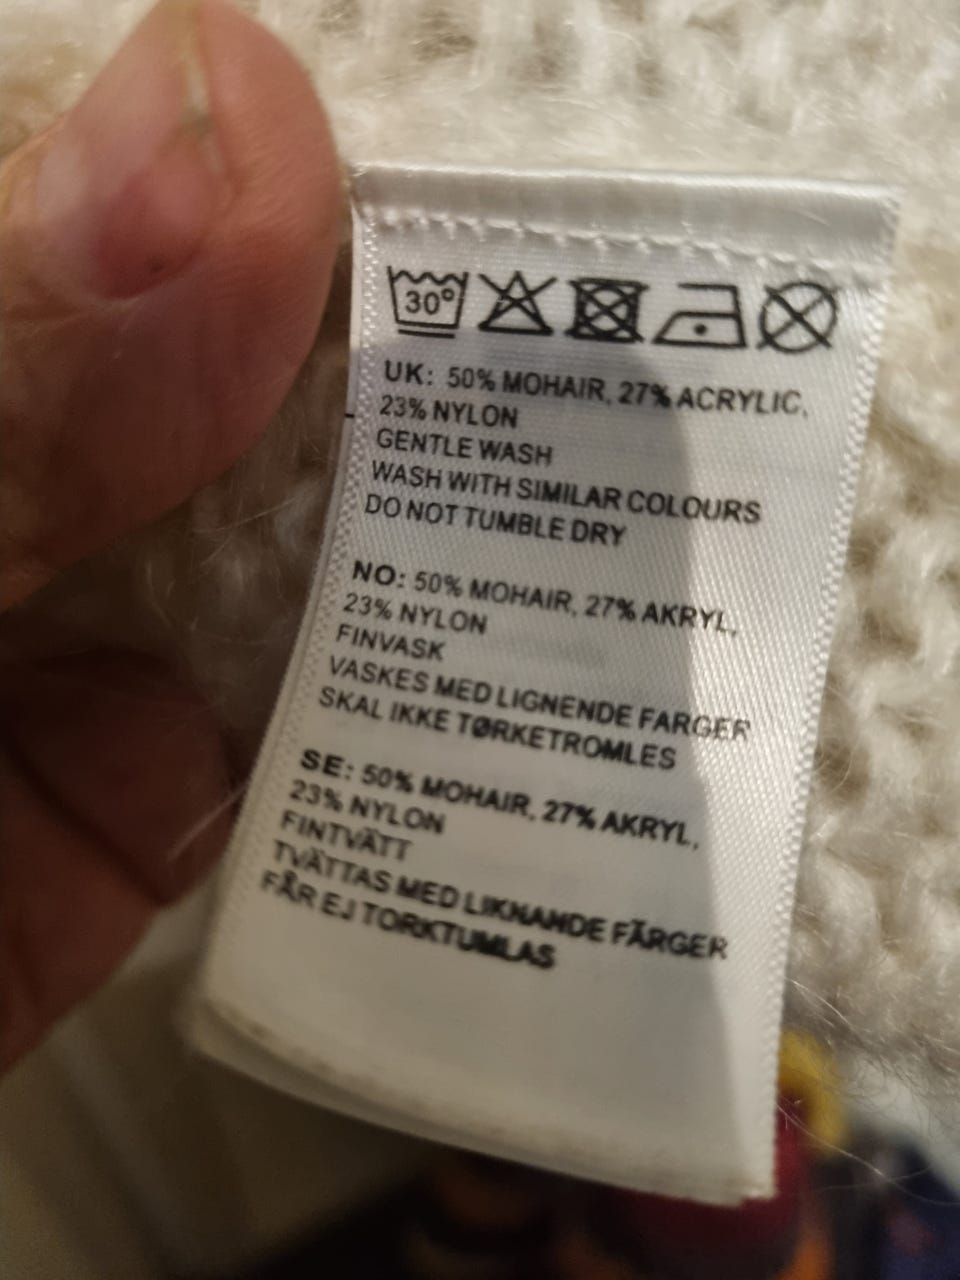 30°
UK: 50% MOHAIR, 27% ACRYLIC,
23% NYLON
GENTLE WASH
WASH WITH SIMILAR COLOURS
DO NOT TUMBLE DRY
NO: 50% MOHAIR, 27% AKRYL,
23% NYLON
FINVASK
VASKES MED LIGNENDE FARGER
SKAL IKKE TØRKETROMLES
SE: 50% MOHAIR, 27% AKRYL,
23% NYLON
FINTVÄTT
TVÄTTAS MED LIKNANDE FÄRGER
FÅR EJ TORKTUMLAS